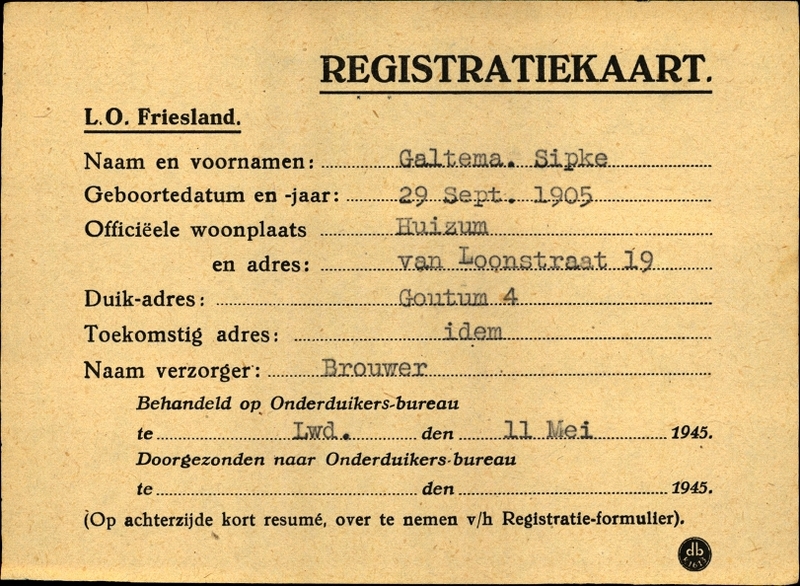 REGISTRATIEKAART.
L.O. Friesland.
Naam en voornamen: Galtema. Sipke
Geboortedatum en -jaar: 29 Sept. 1905
Officiëele woonplaats Huizum
en adres: van Loonstraat 19
Duik-adres: Goutum 4
Toekomstig adres: idem
Naam verzorger: Brouwer
Behandeld op Onderduikers-bureau
te Lwd. den 11 Mei 1945.
Doorgezonden naar Onderduikers-bureau
te den 1945.
(Op achterzijde kort resumé, over te nemen v/h Registratie-formulier).
db